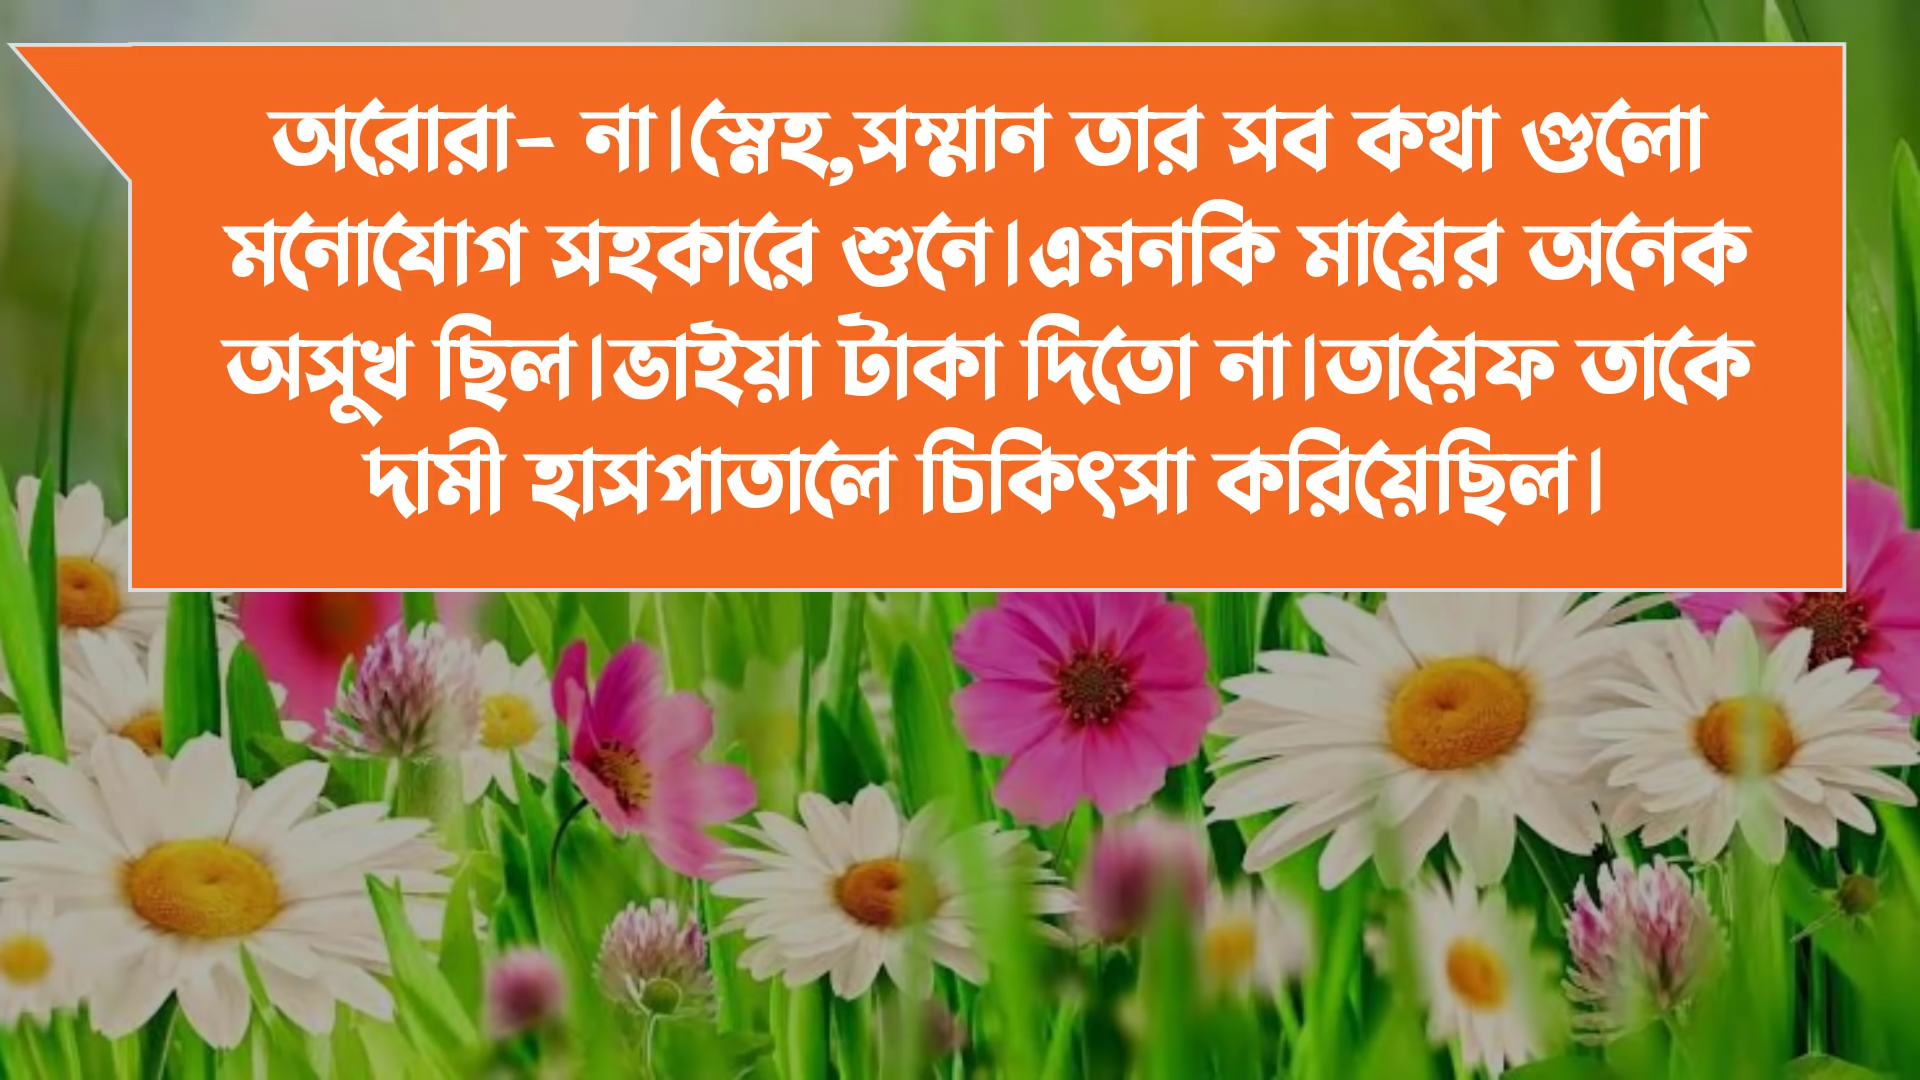 অরোরা- না।স্নেহ,সম্মান তার সব কথা গুলো
মনোযোগ সহকারে শুনে।এমনকি মায়ের অনেক
অসুখ ছিল।ভাইয়া টাকা দিতো না।তায়েফ তাকে
দামী হাসপাতালে চিকিৎসা করিয়েছিল।